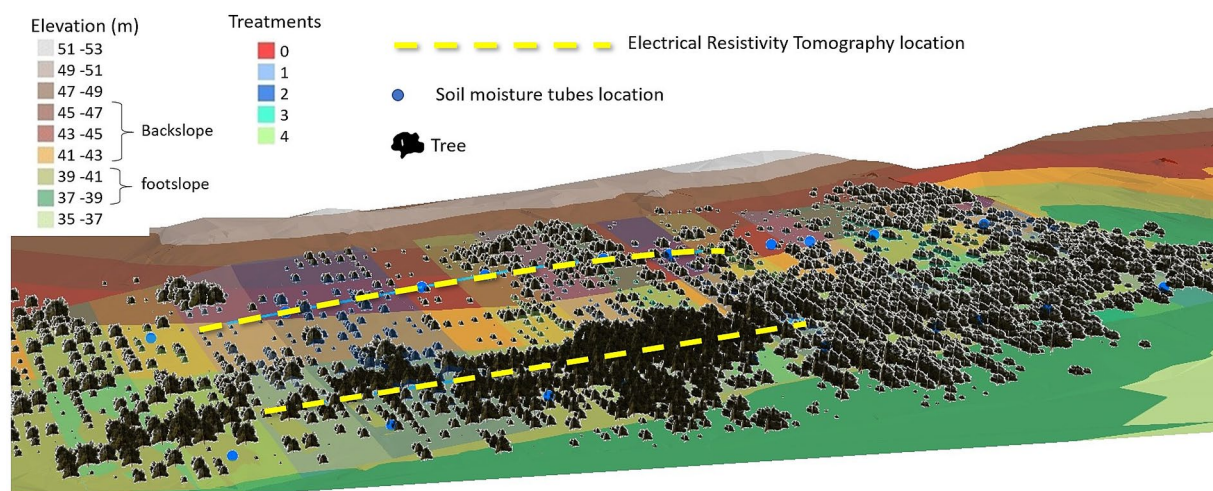 Elevation (m)
51 -53
49 -51
47 -49
45 -47
43 -45
41 -43
39 -41
37 -39
35 -37
Backslope
footslope
Treatments
0
1
2
3
4
Electrical Resistivity Tomography location
Soil moisture tubes location
Tree